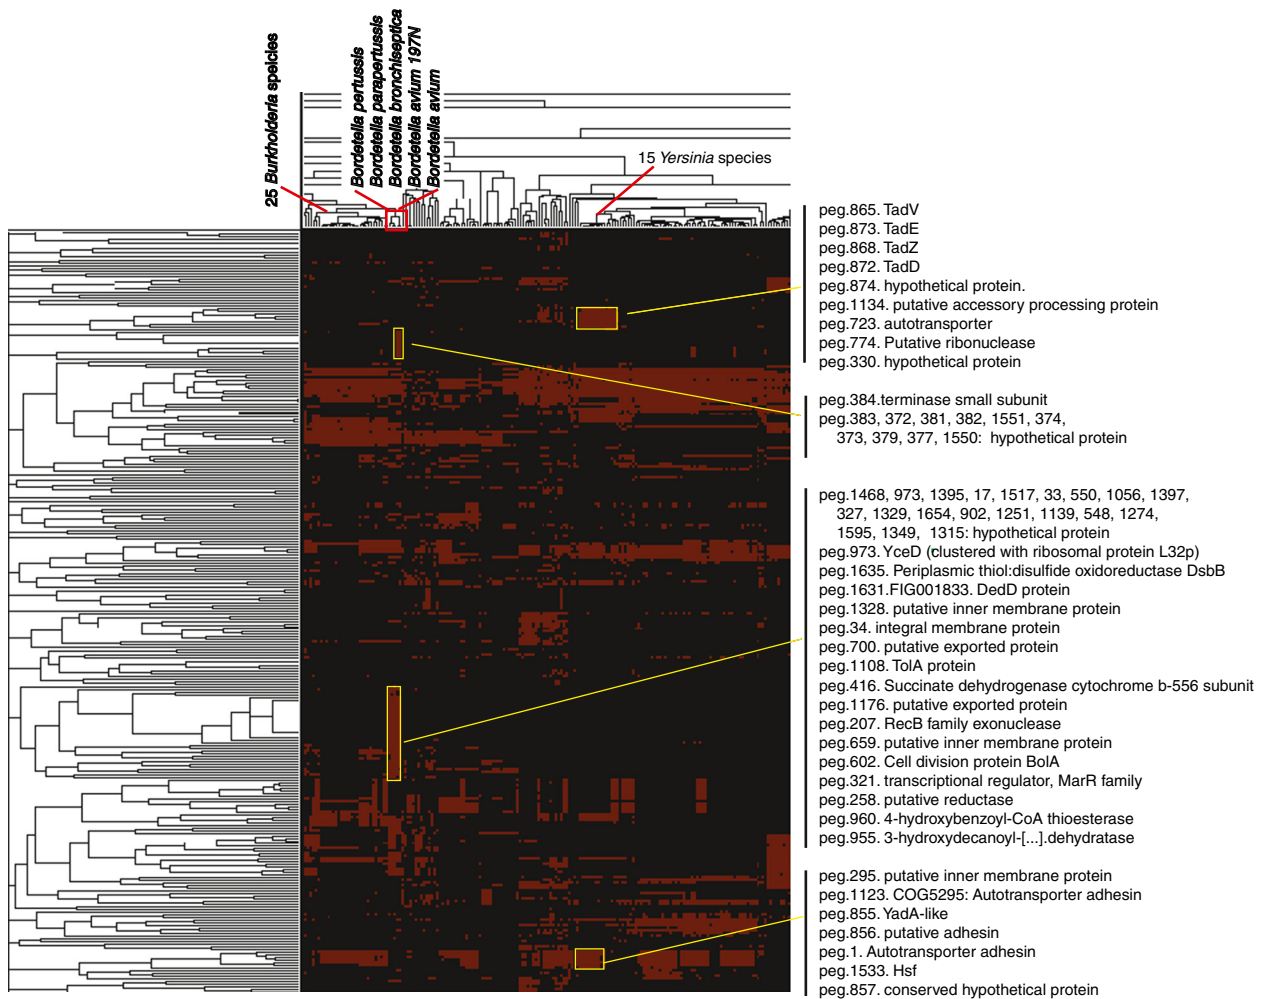 25 Burkholderia speicies
Bordetella pertussis
Bordetella parapertussis
Bordetella bronchiseptica
Bordetella avium 197N
Bordetella avium
15 Yersinia species
peg.865. TadV
peg.873. TadE
peg.868. TadZ
peg.872. TadD
peg.874. hypothetical protein.
peg.1134. putative accessory processing protein
peg.723. autotransporter
peg.774. Putative ribonuclease
peg.330. hypothetical protein
peg.384.terminase small subunit
peg.383, 372, 381, 382, 1551, 374,
373, 379, 377, 1550: hypothetical protein
peg.1468, 973, 1395, 17, 1517, 33, 550, 1056, 1397,
327, 1329, 1654, 902, 1251, 1139, 548, 1274,
1595, 1349, 1315: hypothetical protein
peg.973. YceD (clustered with ribosomal protein L32p)
peg.1635. Periplasmic thiol:disulfide oxidoreductase DsbB
peg.1631.FIG001833. DedD protein
peg.1328. putative inner membrane protein
peg.34. integral membrane protein
peg.700. putative exported protein
peg.1108. TolA protein
peg.416. Succinate dehydrogenase cytochrome b-556 subunit
peg.1176. putative exported protein
peg.207. RecB family exonuclease
peg.659. putative inner membrane protein
peg.602. Cell division protein BolA
peg.321. transcriptional regulator, MarR family
peg.258. putative reductase
peg.960. 4-hydroxybenzoyl-CoA thioesterase
peg.955. 3-hydroxydecanoyl-[...].dehydratase
peg.295. putative inner membrane protein
peg.1123. COG5295: Autotransporter adhesin
peg.855. YadA-like
peg.856. putative adhesin
peg.1. Autotransporter adhesin
peg.1533. Hsf
peg.857. conserved hypothetical protein